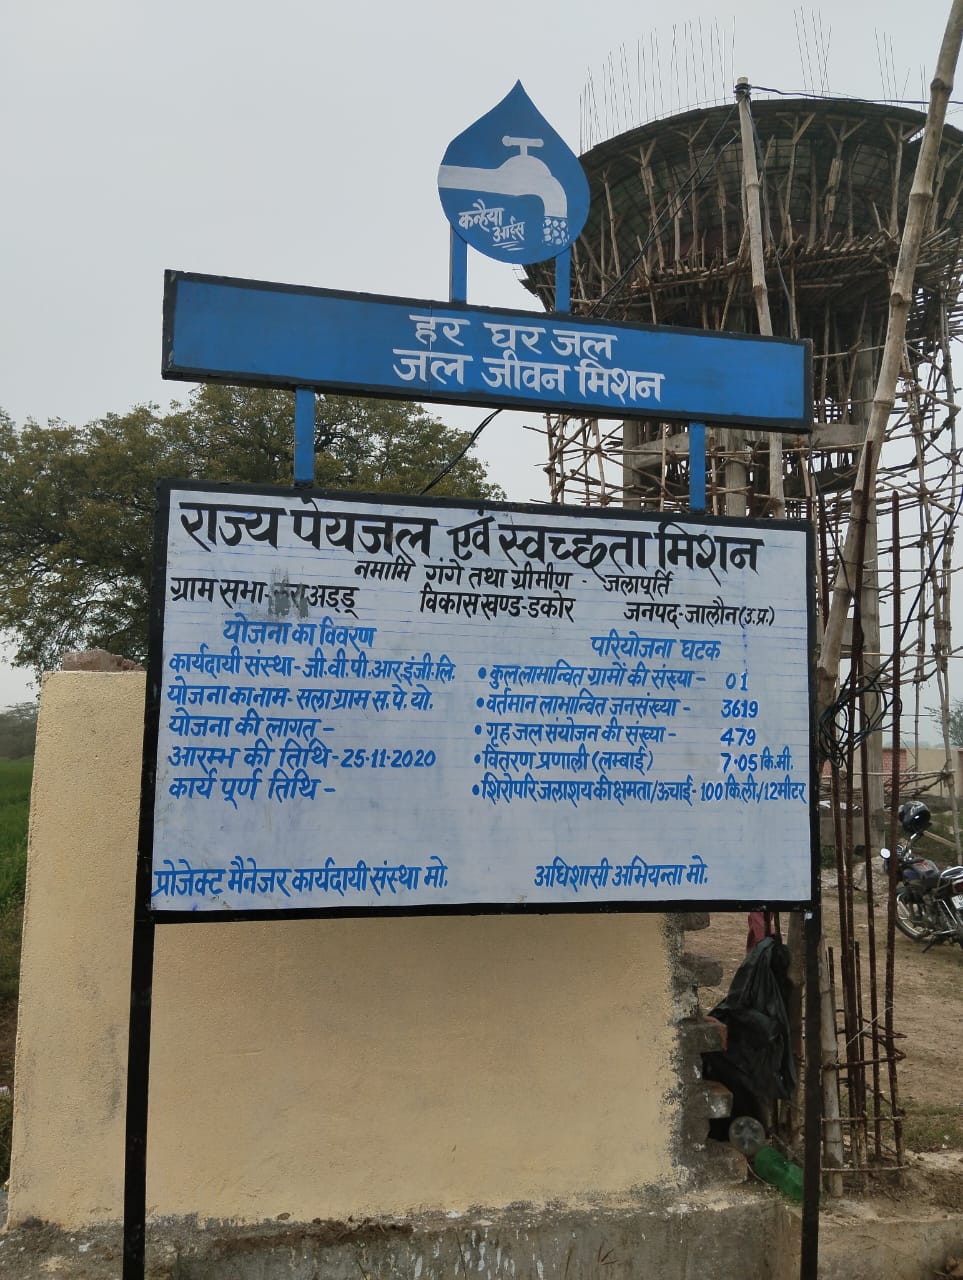 कन्हैया
आर्ट्स
हर घर जल
जल जीवन मिशन
राज्य पेयजल एवं स्वच्छता मिशन
नमामि गंगे तथा ग्रीमीण - जलापूर्ति
ग्राम सभा- विकास खण्ड-डकोर जनपद-जालौन(उ.प्र.)
योजना का विवरण
कार्यदायी संस्था- जी.वी.पी.आर.इंजी.लि.
योजना का नाम- सला ग्राम स.पे.यो.
योजना की लागत -
आरम्भ की तिथि-25-11-2020
कार्य पूर्ण तिथि -
परियोजना घटक
• कुल लाभान्वित ग्रामों की संख्या - 01
• वर्तमान लाभान्वित जनसंख्या - 3619
• गृह जल संयोजन की संख्या - 479
• वितरण प्रणाली (लम्बाई) 7.05 कि.मी.
• शिरोपरि जलाशय की क्षमता/ऊचाई- 100 कि.ली/12मीटर
प्रोजेक्ट मैनेजर कार्यदायी संस्था मो. अधिशासी अभियन्ता मो.